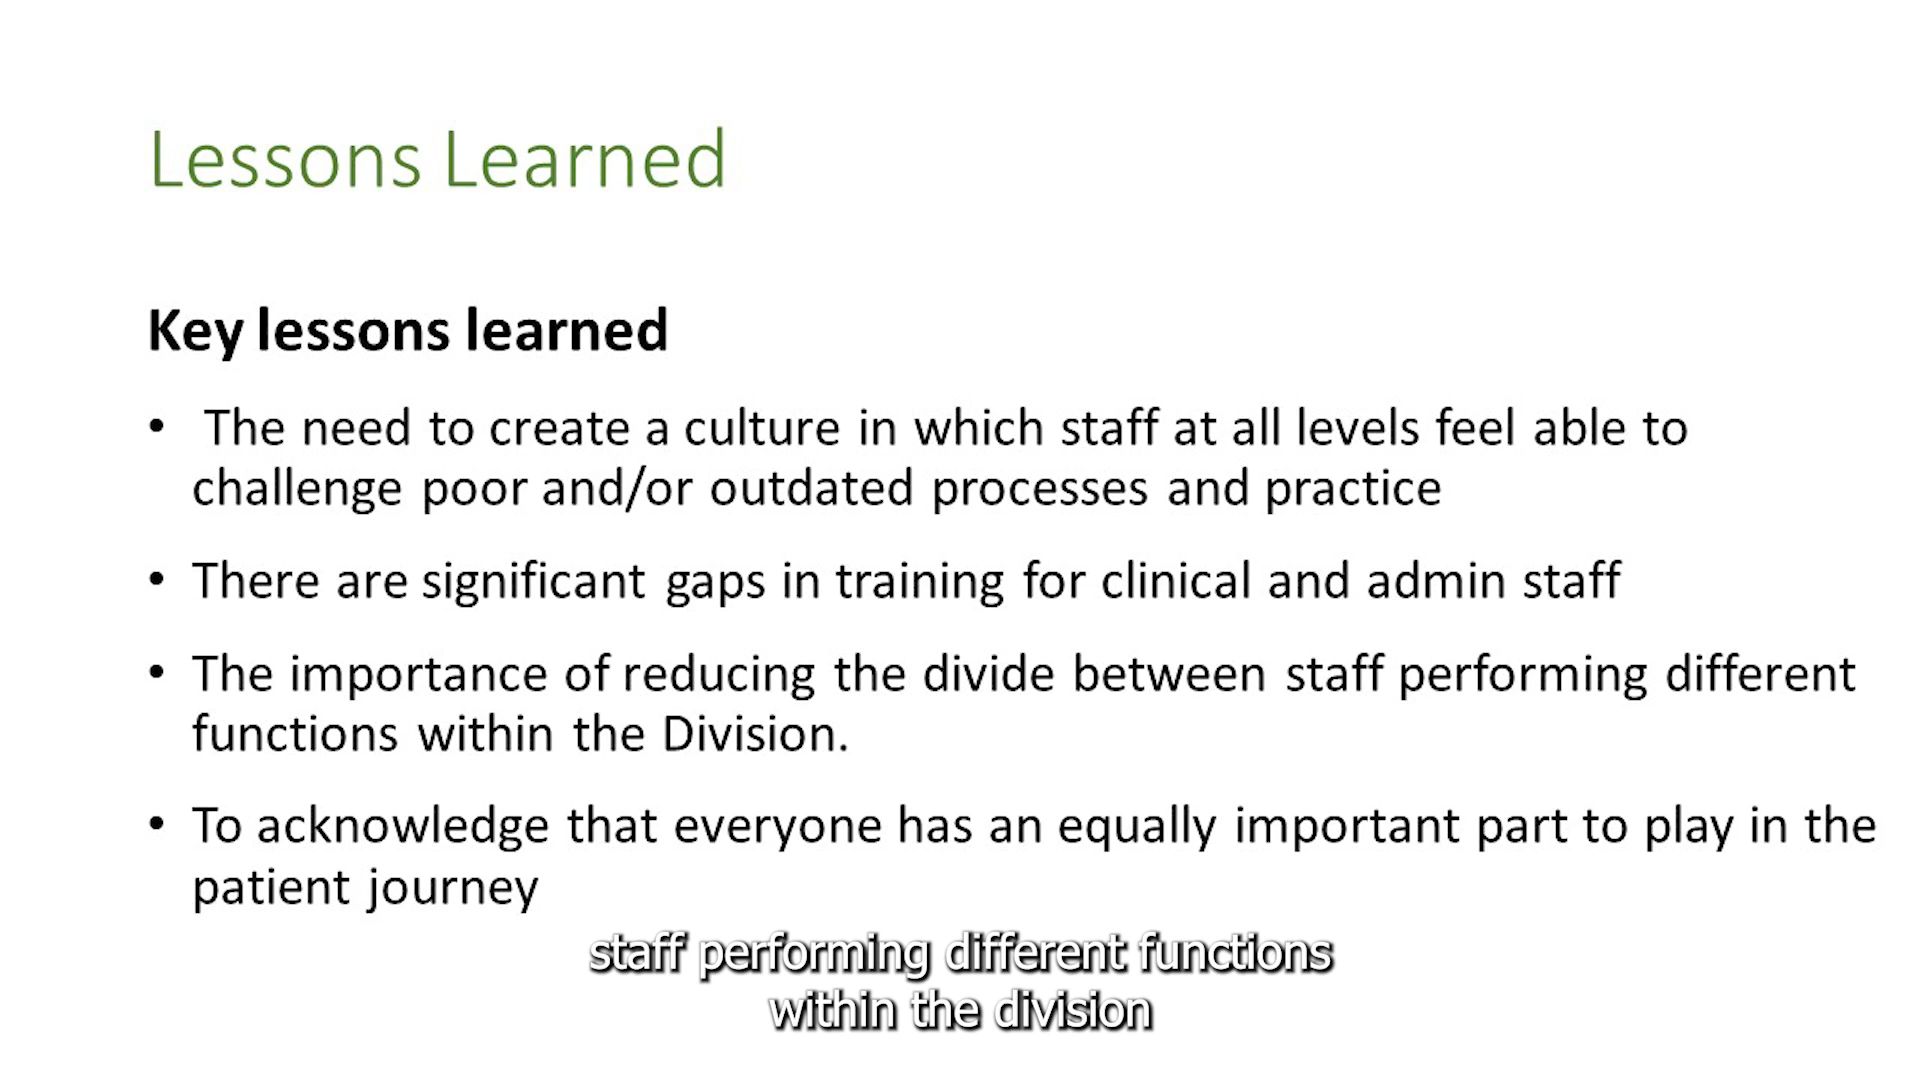 Lessons Learned
Key lessons learned
• The need to create a culture in which staff at all levels feel able to
challenge poor and/or outdated processes and practice
• There are significant gaps in training for clinical and admin staff
• The importance of reducing the divide between staff performing different
functions within the Division.
• To acknowledge that everyone has an equally important part to play in the
patient journey
staff performing different functions
within the division